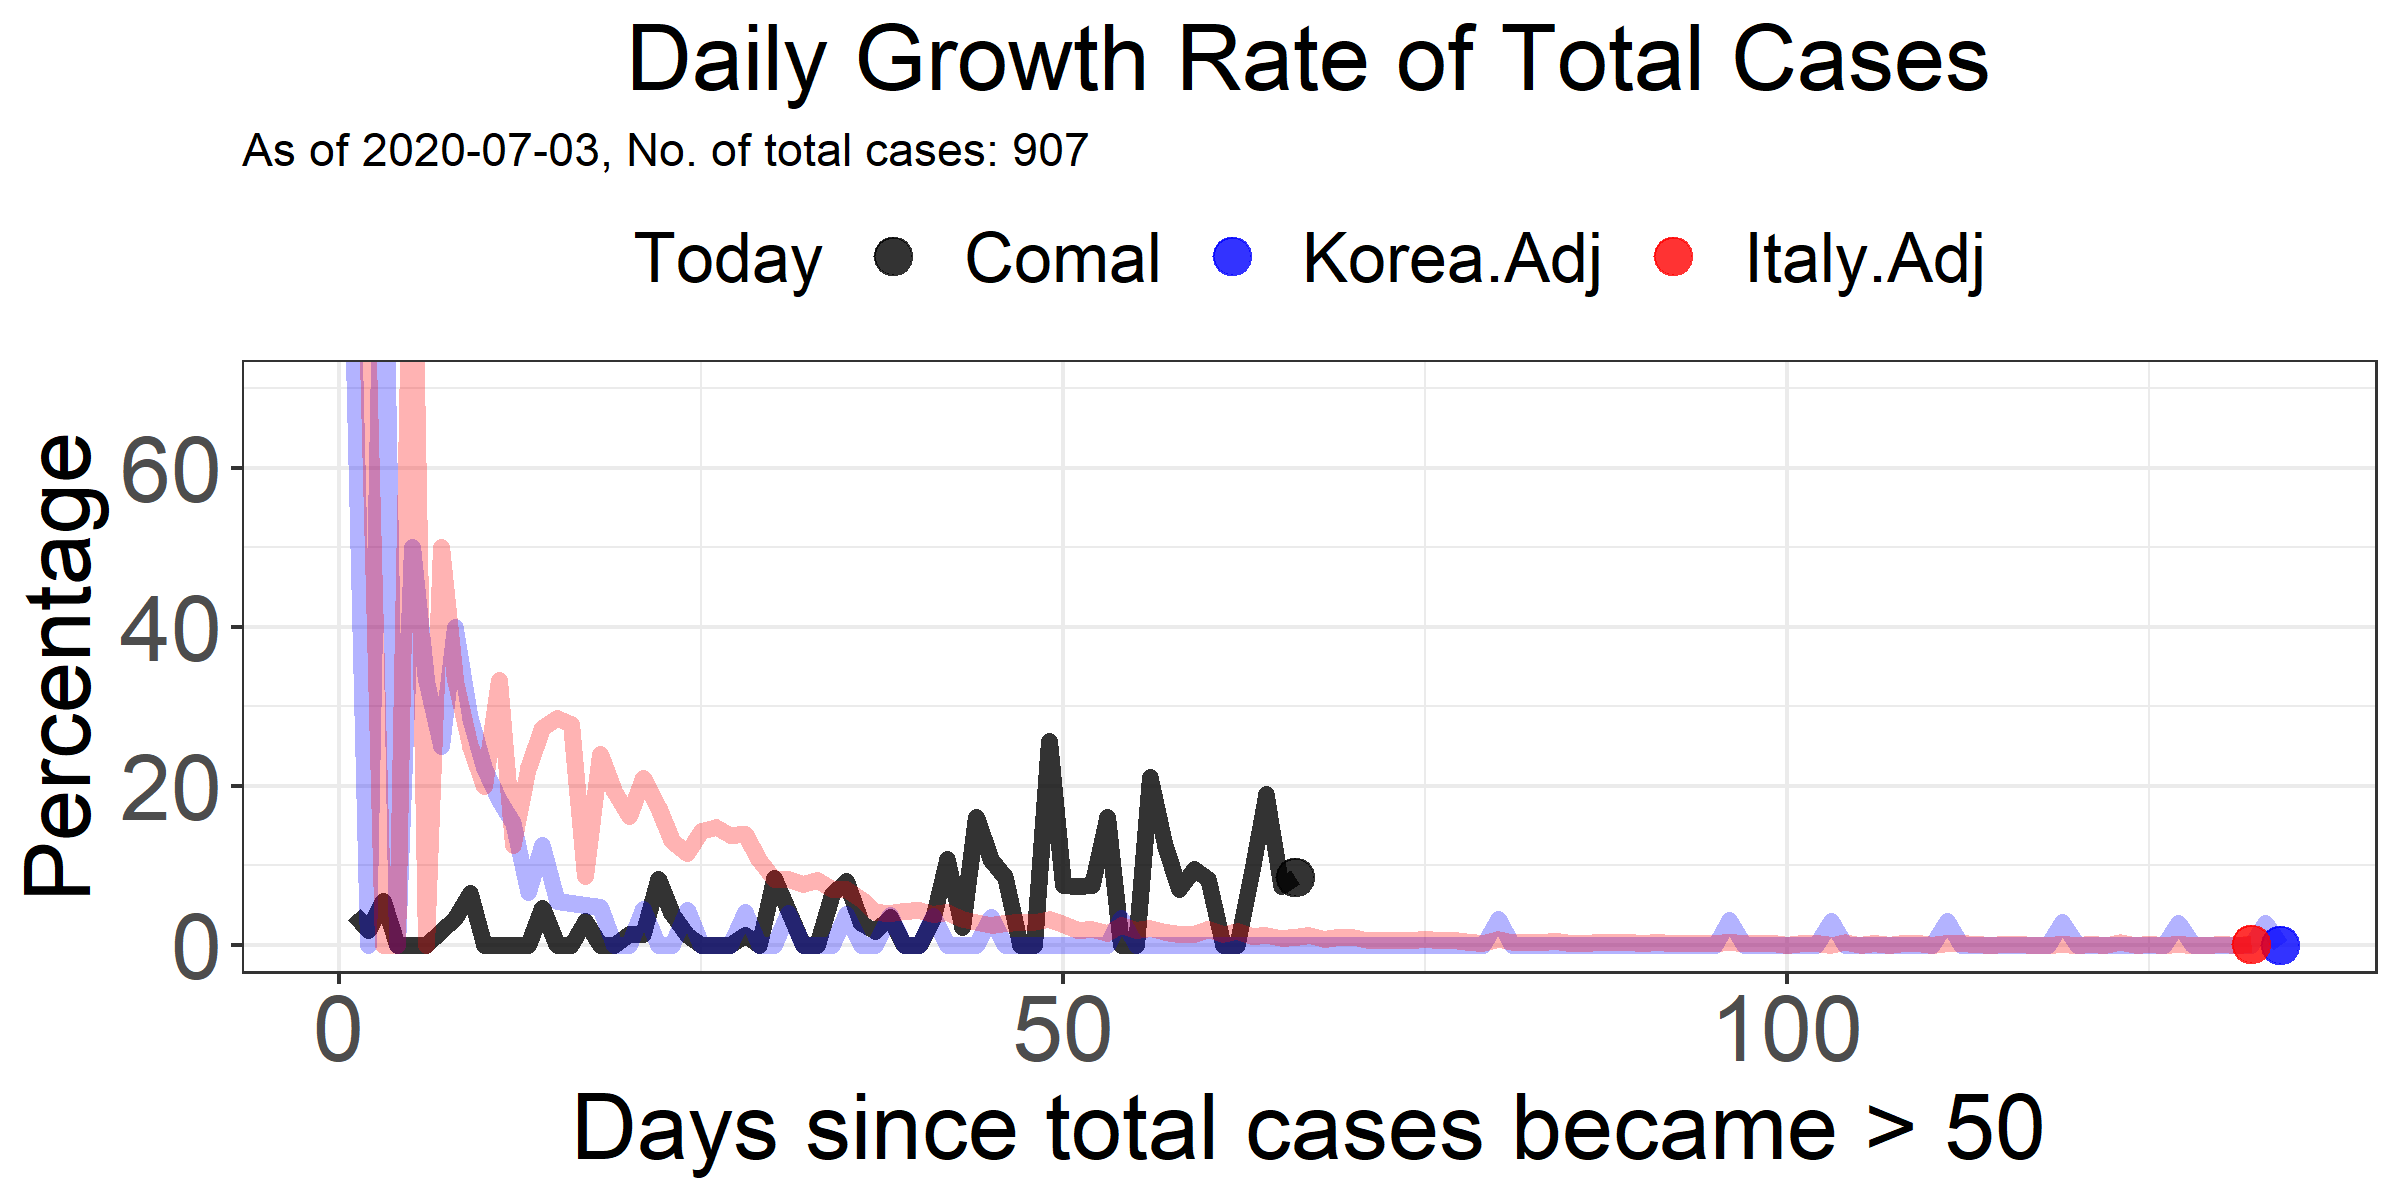 Daily Growth Rate of Total Cases
As of 2020-07-03, No. of total cases: 907
Today Comal Korea.Adj Italy.Adj
Percentage
60
40
20
0
0 50 100
Days since total cases became > 50